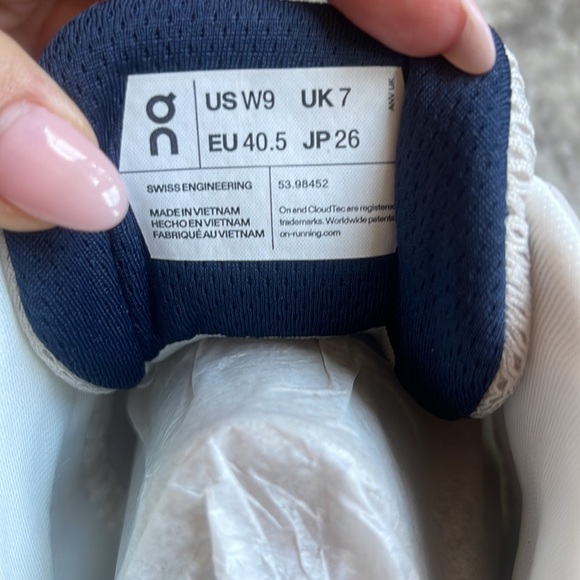 On
US W9 UK 7
EU 40.5 JP 26
SWISS ENGINEERING
MADE IN VIETNAM
HECHO EN VIETNAM
FABRIQUÉ AU VIETNAM
53.98452
On and CloudTec are registered
trademarks. Worldwide
on-running.com